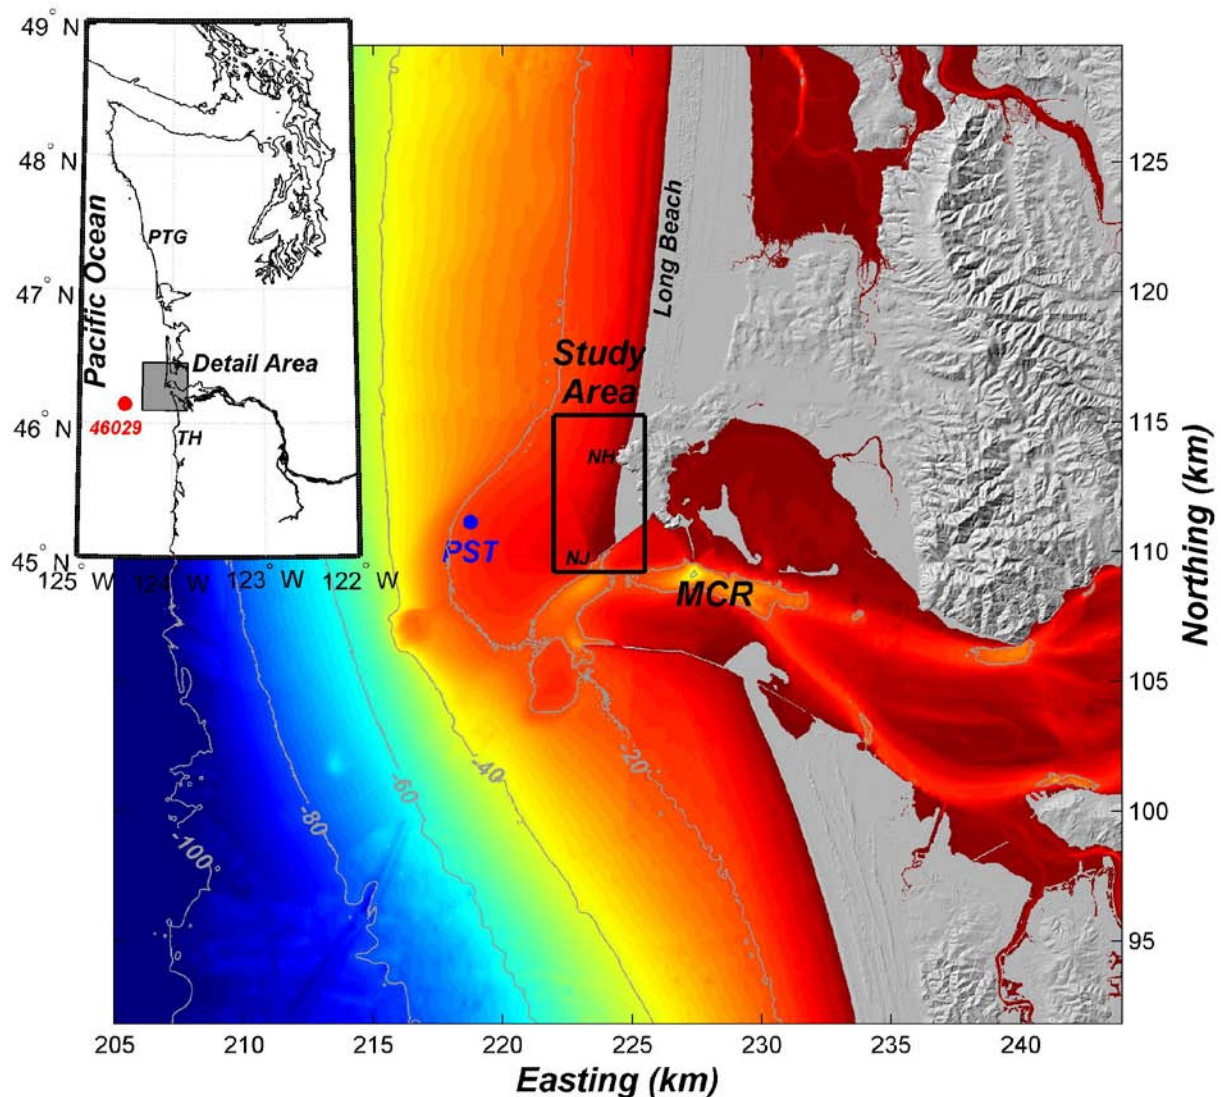 49° N
48° N
47° N
46° N
45° N
125° W
124° W
123° W
122° W
Pacific Ocean
PTG
Detail Area
46029
TH
Long Beach
Study
Area
NH
NJ
PST
MCR
-20
-40
-60
-80
-100
125
120
115
110
105
100
95
Northing (km)
205
210
215
220
225
230
235
240
Easting (km)